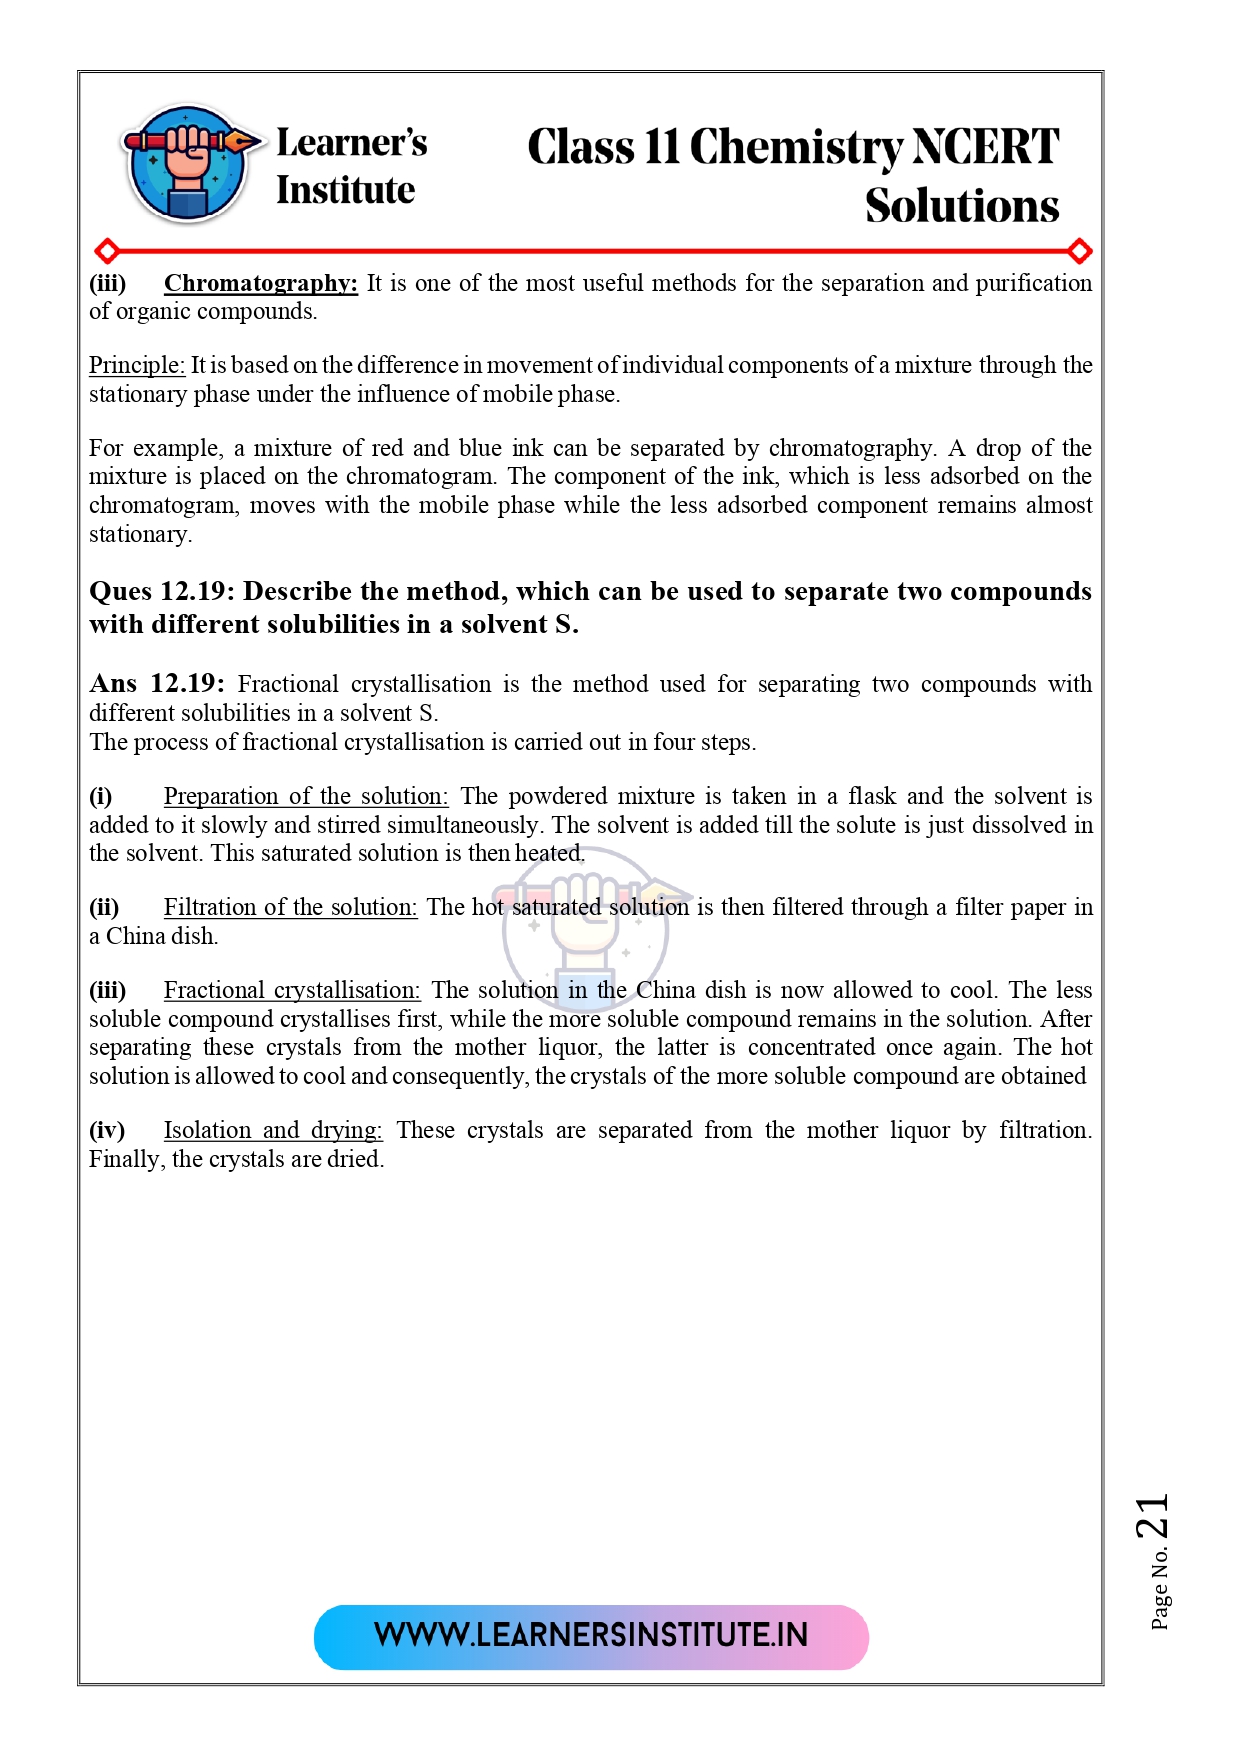 Learner's
Institute
Class 11 Chemistry NCERT
Solutions
(iii) Chromatography: It is one of the most useful methods for the separation and purification
of organic compounds.
Principle: It is based on the difference in movement of individual components of a mixture through the
stationary phase under the influence of mobile phase.
For example, a mixture of red and blue ink can be separated by chromatography. A drop of the
mixture is placed on the chromatogram. The component of the ink, which is less adsorbed on the
chromatogram, moves with the mobile phase while the less adsorbed component remains almost
stationary.
Ques 12.19: Describe the method, which can be used to separate two compounds
with different solubilities in a solvent S.
Ans 12.19: Fractional crystallisation is the method used for separating two compounds with
different solubilities in a solvent S.
The process of fractional crystallisation is carried out in four steps.
(i) Preparation of the solution: The powdered mixture is taken in a flask and the solvent is
added to it slowly and stirred simultaneously. The solvent is added till the solute is just dissolved in
the solvent. This saturated solution is then heated.
(ii) Filtration of the solution: The hot saturated solution is then filtered through a filter paper in
a China dish.
(iii) Fractional crystallisation: The solution in the China dish is now allowed to cool. The less
soluble compound crystallises first, while the more soluble compound remains in the solution. After
separating these crystals from the mother liquor, the latter is concentrated once again. The hot
solution is allowed to cool and consequently, the crystals of the more soluble compound are obtained
(iv) Isolation and drying: These crystals are separated from the mother liquor by filtration.
Finally, the crystals are dried.
Page No. 21
WWW.LEARNERSINSTITUTE.IN